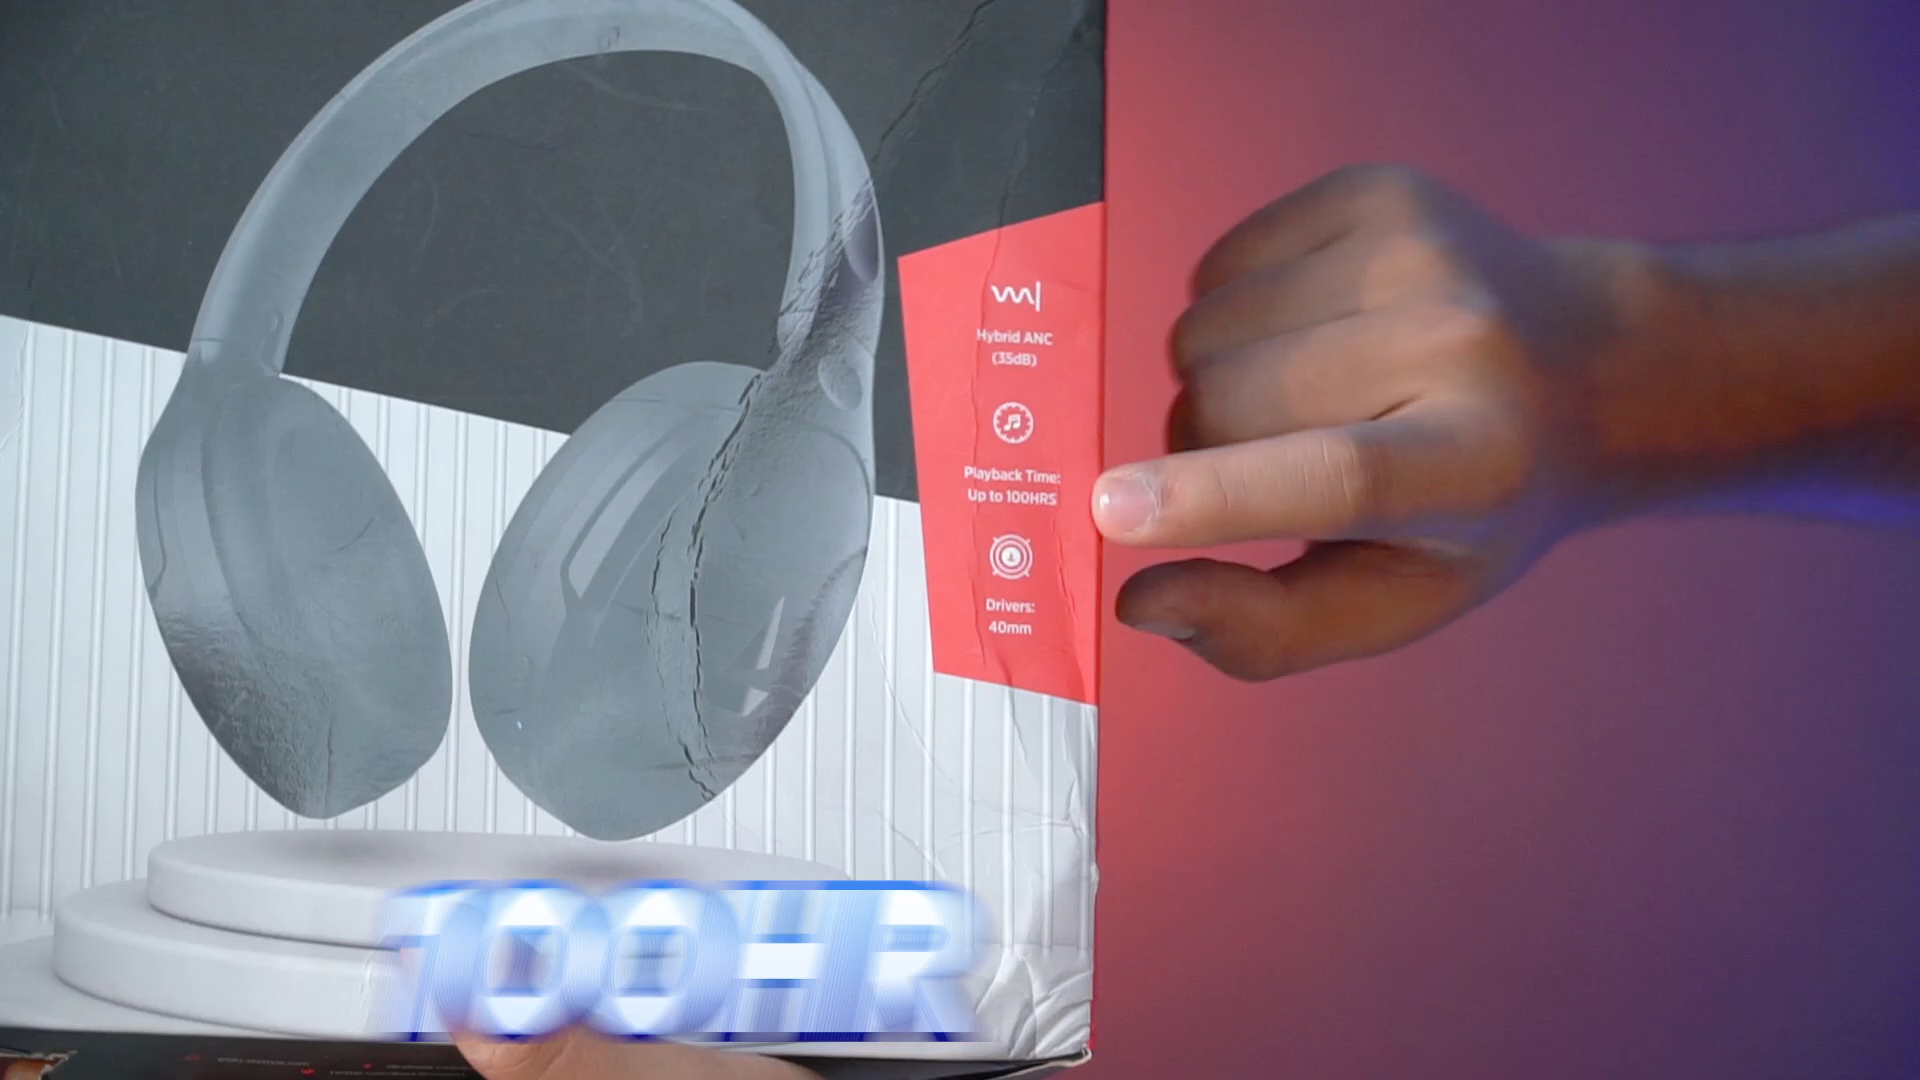 Hybrid ANC
(35dB)
Playback Time:
Up to 100HRS
Drivers:
40mm
100HR